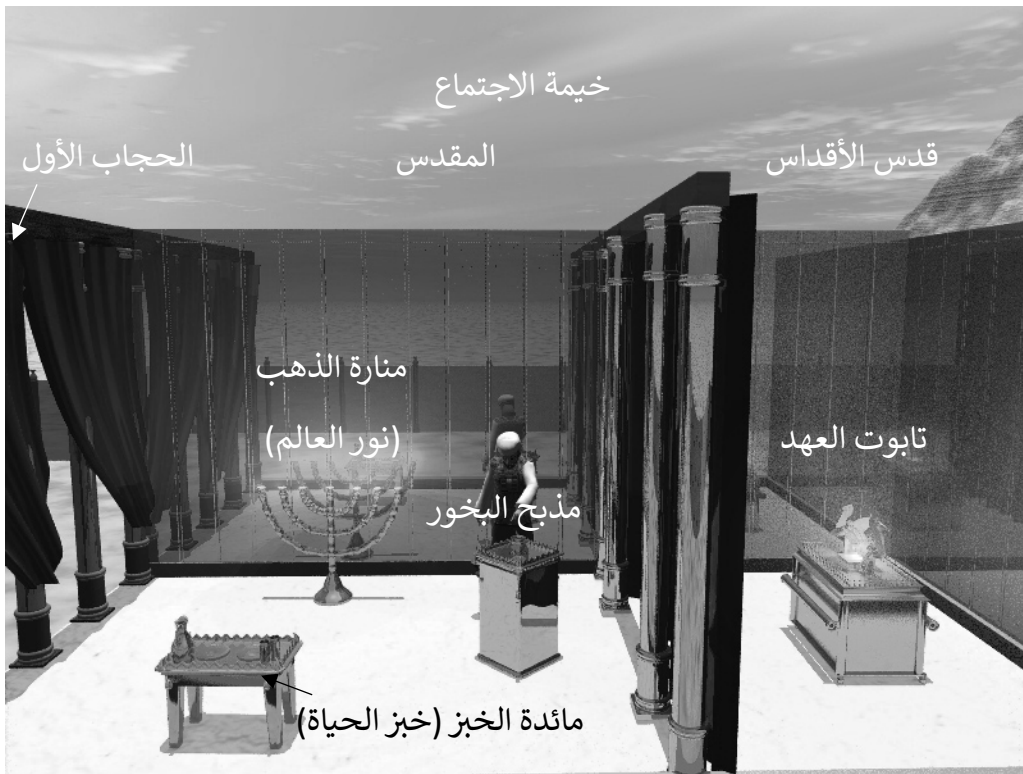 خيمة الاجتماع
قدس الأقداس
المقدس
الحجاب الأول
منارة الذهب
(نور العالم)
تابوت العهد
مذبح البخور
مائدة الخبز (خبز الحياة)